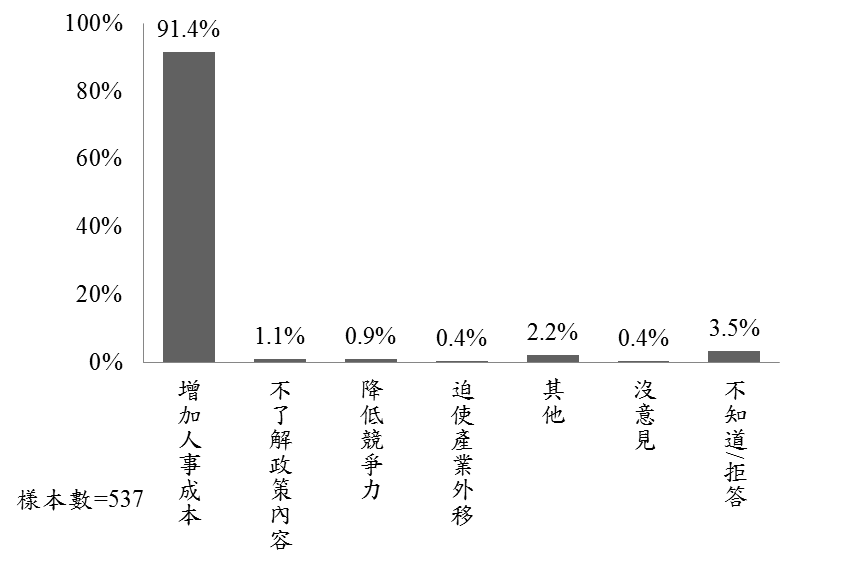 100%
80%
60%
40%
20%
0%
91.4%
1.1%
0.9%
0.4%
2.2%
0.4%
3.5%
增加人事成本
不了解政策內容
降低競爭力
迫使產業外移
其他
沒意見
不知道/拒答
樣本數=537